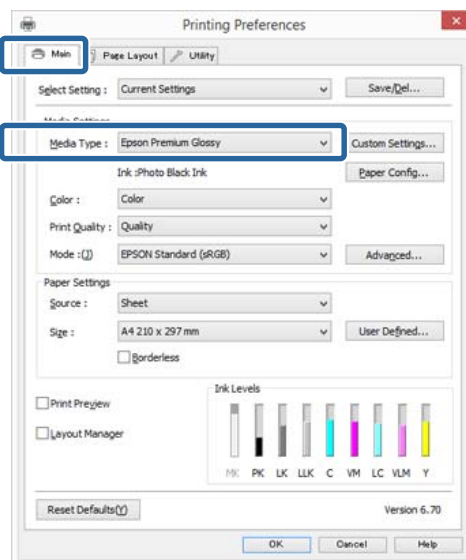 Printing Preferences
Main Page Layout Utility
Select Setting : Current Settings Save/Del...
Media Settings
Media Type : Epson Premium Glossy Custom Settings...
Ink :Photo Black Ink Paper Config...
Color : Color
Print Quality : Quality
Mode :(J) EPSON Standard (sRGB) Advanced...
Paper Settings
Source : Sheet
Size : A4 210 x 297 mm User Defined...
Borderless
Ink Levels
Print Preview
Layout Manager
MK PK LK LLK C VM LC VLM Y
Reset Defaults(Y) Version 6.70
OK Cancel Help